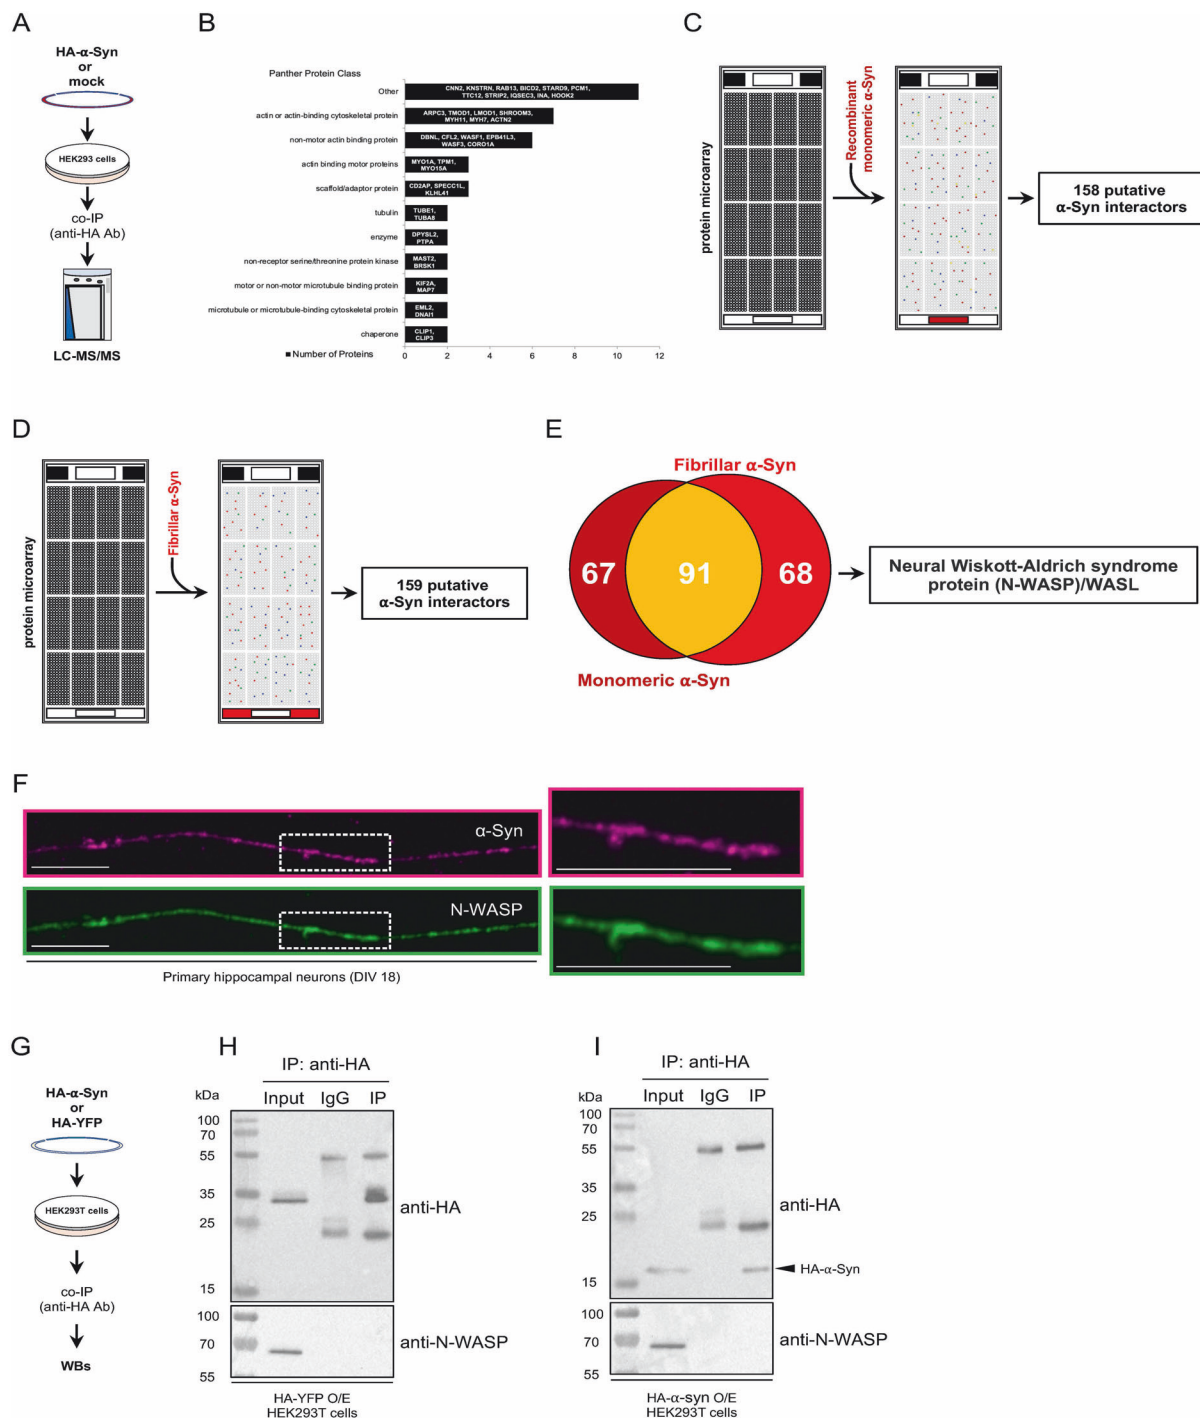 A
HA-α-Syn
or
mock
HEK293 cells
co-IP
(anti-HA Ab)
LC-MS/MS
B
Panther Protein Class
Other
CNN2, KNSTRN, RAB13, BICD2, STARD9, PCM1,
TTC12, STRIP2, IQSEC3, INA, HOOK2
actin or actin-binding cytoskeletal protein
ARPC3, TMOD1, LMOD1, SHROOM3,
MYH11, MYH7, ACTN2
non-motor actin binding protein
DBNL, CFL2, WASF1, EPB41L3,
WASF3, CORO1A
actin binding motor proteins
MYO1A, TPM1,
MYO15A
scaffold/adaptor protein
CD2AP, SPECC1L,
KLHL41
tubulin
TUBE1,
TUBA8
enzyme
DPYSL2,
PTPA
non-receptor serine/threonine protein kinase
MAST2,
BRSK1
motor or non-motor microtubule binding protein
KIF2A,
MAP7
microtubule or microtubule-binding cytoskeletal protein
EML2,
DNAI1
chaperone
CLIP1,
CLIP3
Number of Proteins
0 2 4 6 8 10 12
C
protein microarray
Recombinant
monomeric α-Syn
158 putative
α-Syn interactors
D
protein microarray
Fibrillar α-Syn
159 putative
α-Syn interactors
E
Fibrillar α-Syn
67 91 68
Monomeric α-Syn
Neural Wiskott-Aldrich syndrome
protein (N-WASP)/WASL
F
α-Syn
N-WASP
Primary hippocampal neurons (DIV 18)
G
HA-α-Syn
or
HA-YFP
HEK293T cells
co-IP
(anti-HA Ab)
WBs
H
IP: anti-HA
kDa Input IgG IP
100
70
55
35
25
15
anti-HA
100
70
55
anti-N-WASP
HA-YFP O/E
HEK293T cells
I
IP: anti-HA
kDa Input IgG IP
100
70
55
35
25
15
anti-HA
HA-α-Syn
100
70
55
anti-N-WASP
HA-α-syn O/E
HEK293T cells